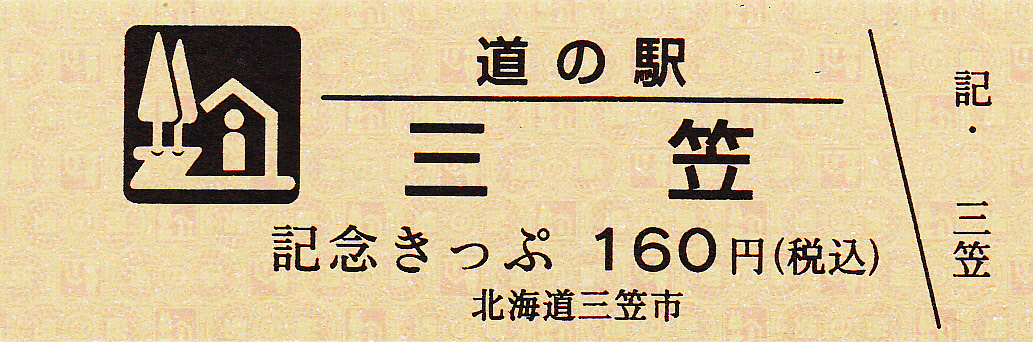 道の駅
三笠
記念きっぷ 160円(税込)
北海道三笠市
記・三笠